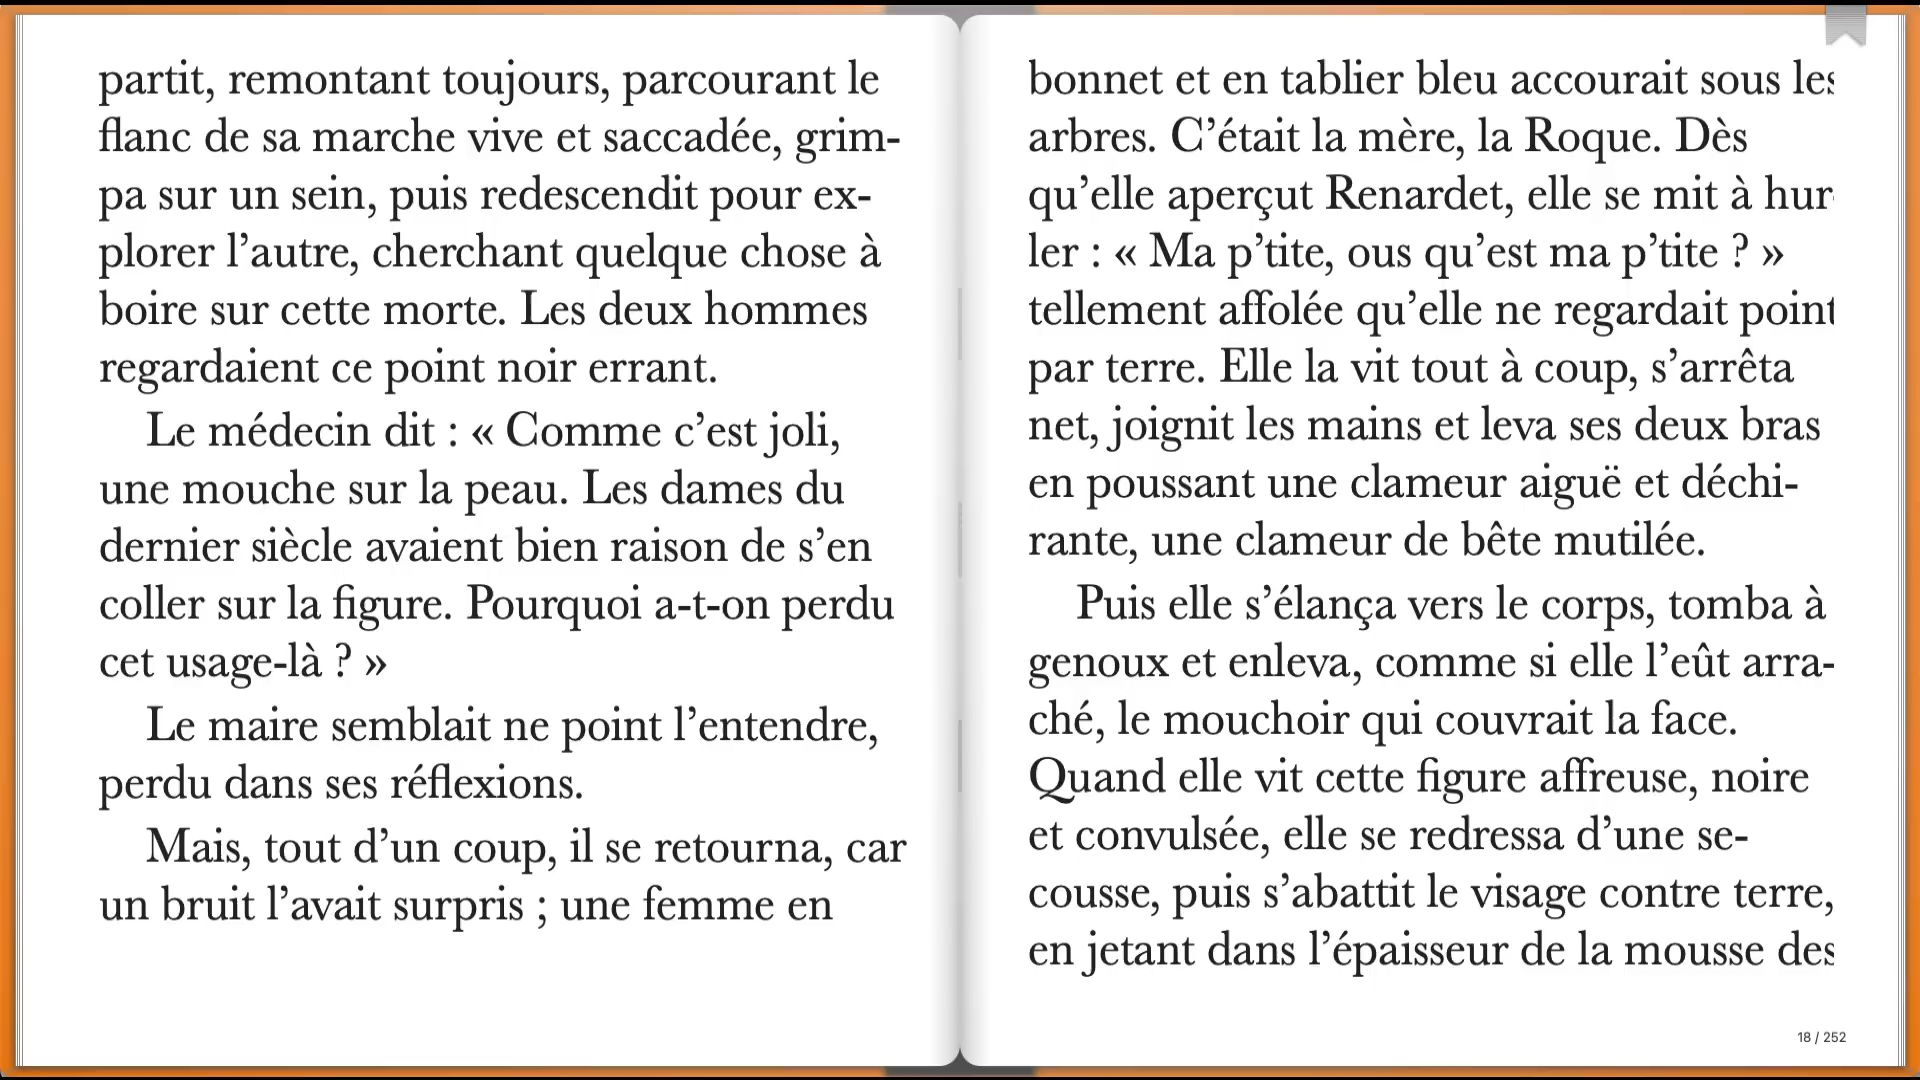 partit, remontant toujours, parcourant le
flanc de sa marche vive et saccadée, grim-
pa sur un sein, puis redescendit pour ex-
plorer l’autre, cherchant quelque chose à
boire sur cette morte. Les deux hommes
regardaient ce point noir errant.
Le médecin dit : « Comme c’est joli,
une mouche sur la peau. Les dames du
dernier siècle avaient bien raison de s’en
coller sur la figure. Pourquoi a-t-on perdu
cet usage-là ? »
Le maire semblait ne point l’entendre,
perdu dans ses réflexions.
Mais, tout d’un coup, il se retourna, car
un bruit l’avait surpris ; une femme en
bonnet et en tablier bleu accourait sous les
arbres. C’était la mère, la Roque. Dès
qu’elle aperçut Renardet, elle se mit à hur-
ler : « Ma p’tite, ous qu’est ma p’tite ? »
tellement affolée qu’elle ne regardait point
par terre. Elle la vit tout à coup, s’arrêta
net, joignit les mains et leva ses deux bras
en poussant une clameur aiguë et déchi-
rante, une clameur de bête mutilée.
Puis elle s’élança vers le corps, tomba à
genoux et enleva, comme si elle l’eût arra-
ché, le mouchoir qui couvrait la face.
Quand elle vit cette figure affreuse, noire
et convulsée, elle se redressa d’une se-
cousse, puis s’abattit le visage contre terre,
en jetant dans l’épaisseur de la mousse des
18 / 252